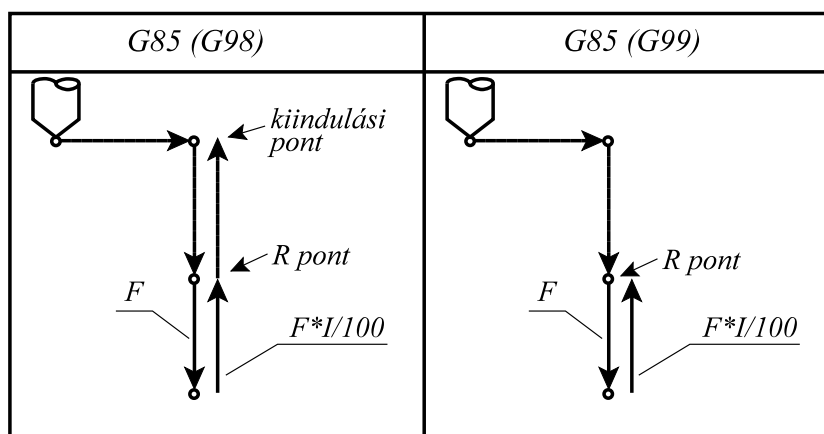 G85 (G98)
G85 (G99)
kiindulási
pont
R pont
F
F*I/100
R pont
F
F*I/100